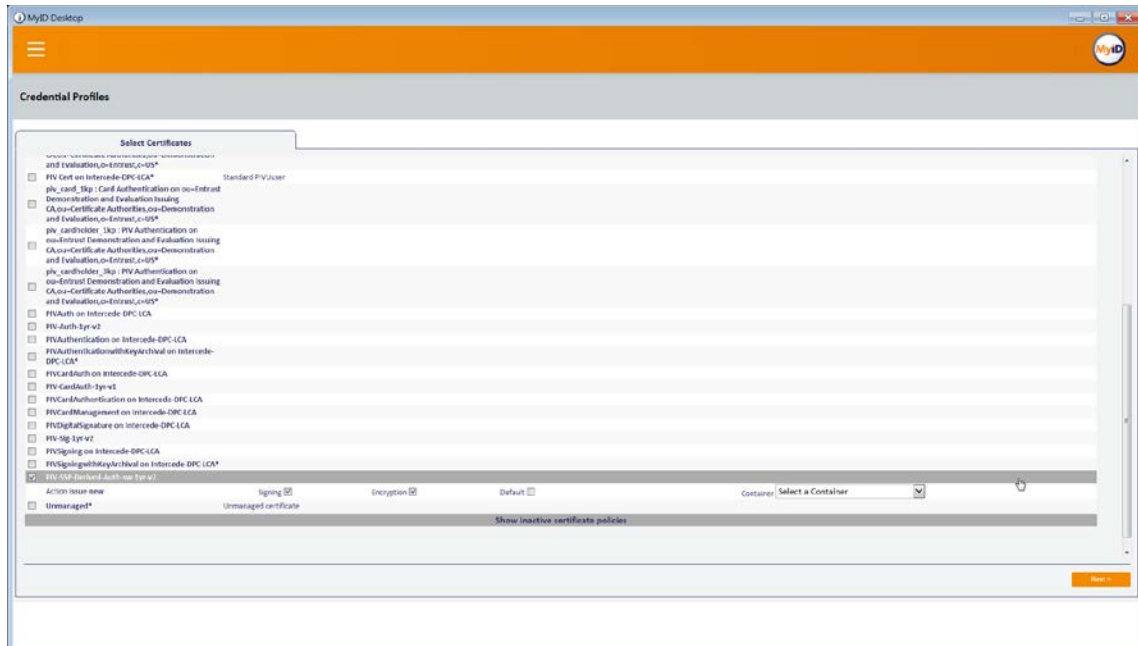 MyID Desktop
MyiD
Credential Profiles
Select Certificates
and Evaluation,o=Entrust,c=US*
PIV Cert on Intercede-DPC-LCA* Standard PIVUser
piv_card_1kp : Card Authentication on ou=Entrust
Demonstration and Evaluation Issuing
CA,ou=Certificate Authorities,ou=Demonstration
and Evaluation,o=Entrust,c=US*
piv_cardholder_1kp : PIV Authentication on
ou=Entrust Demonstration and Evaluation Issuing
CA,ou=Certificate Authorities,ou=Demonstration
and Evaluation,o=Entrust,c=US*
piv_cardholder_3kp : PIV Authentication on
ou=Entrust Demonstration and Evaluation Issuing
CA,ou=Certificate Authorities,ou=Demonstration
and Evaluation,o=Entrust,c=US*
PIVAuth on Intercede-DPC-LCA
PIV-Auth-1yr-v2
PIVAuthentication on Intercede-DPC-LCA
PIVAuthenticationwithKeyArchival on Intercede-
DPC-LCA*
PIVCardAuth on Intercede-DPC-LCA
PIV-CardAuth-1yr-v1
PIVCardAuthentication on Intercede-DPC-LCA
PIVCardManagement on Intercede-DPC-LCA
PIVDigitalSignature on Intercede-DPC-LCA
PIV-Sig-1yr-v2
PIVSigning on Intercede-DPC-LCA
PIVSigningwithKeyArchival on Intercede-DPC-LCA*
PIV-SSP-Derived-Auth-sw-1yr-v2
Action Issue new Signing Encryption Default Container Select a Container
Unmanaged* Unmanaged certificate
Show inactive certificate policies
Next >